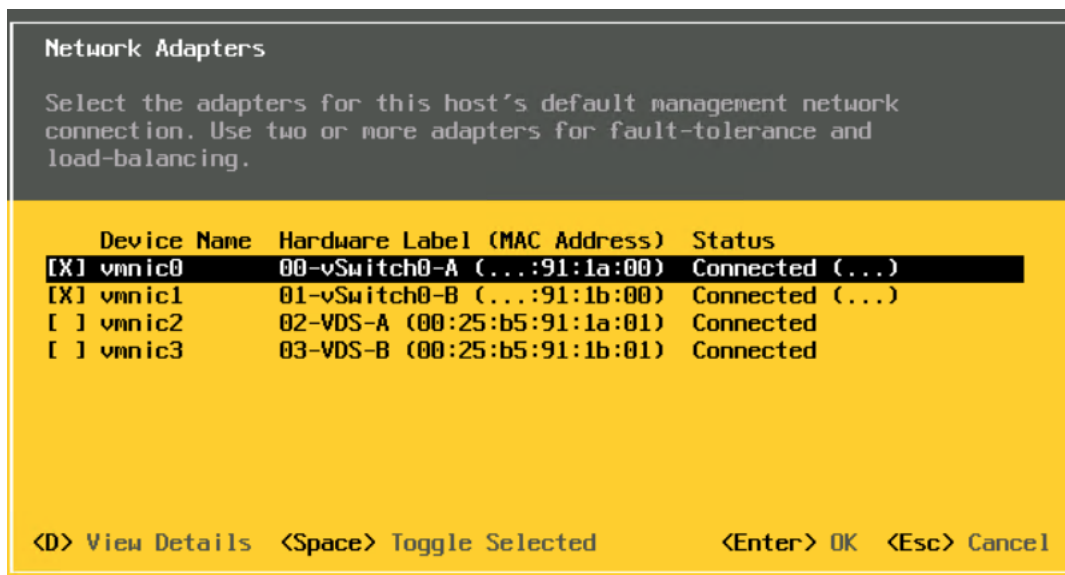 Network Adapters
Select the adapters for this host's default management network
connection. Use two or more adapters for fault-tolerance and
load-balancing.
Device Name Hardware Label (MAC Address) Status
[X] vmnic0 00-vSwitch0-A (...:91:1a:00) Connected (...)
[X] vmnic1 01-vSwitch0-B (...:91:1b:00) Connected (...)
[ ] vmnic2 02-VDS-A (00:25:b5:91:1a:01) Connected
[ ] vmnic3 03-VDS-B (00:25:b5:91:1b:01) Connected
<D> View Details <Space> Toggle Selected <Enter> OK <Esc> Cancel